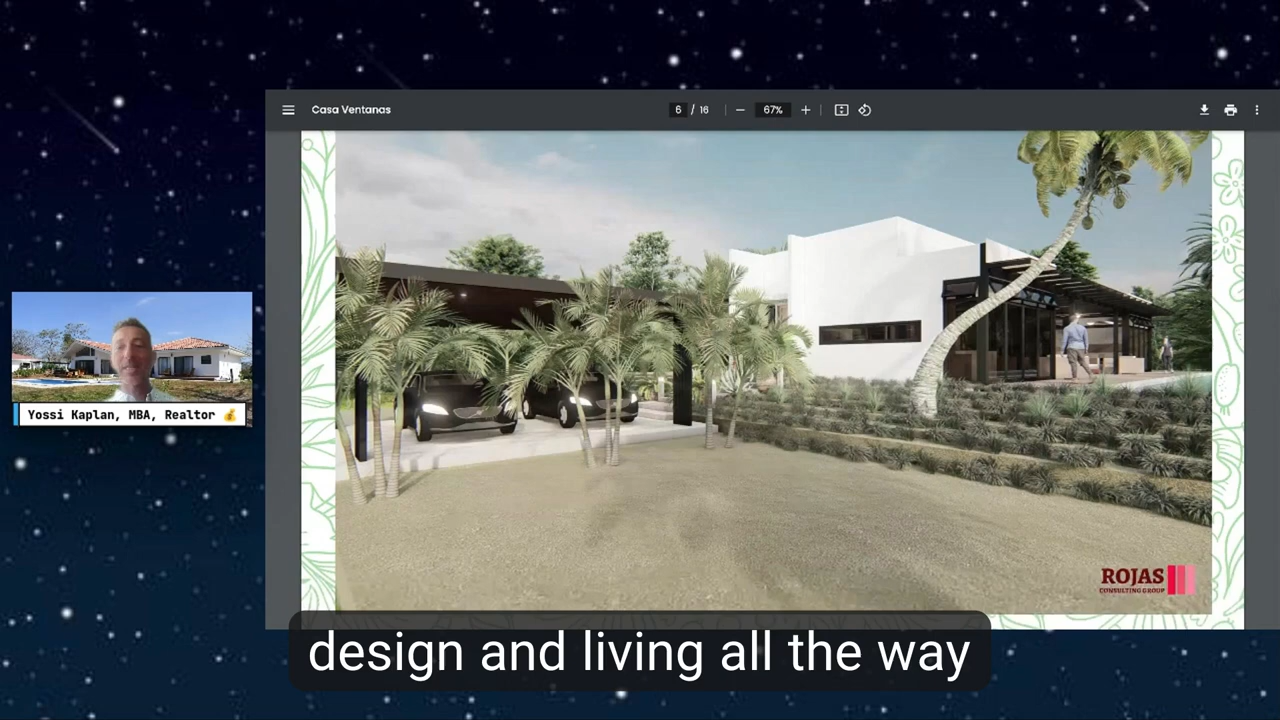 Casa Ventanas
6 / 16
67%
Yossi Kaplan, MBA, Realtor 💰
ROJAS
CONSULTING GROUP
design and living all the way